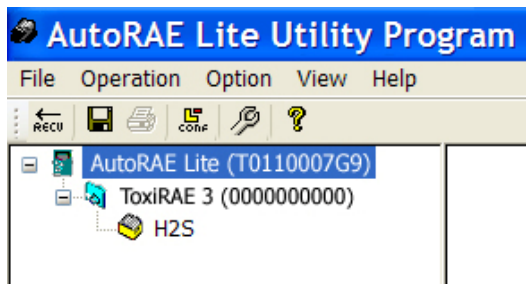 AutoRAE Lite Utility Program
File Operation Option View Help
RECV CONF
AutoRAE Lite (T0110007G9)
ToxiRAE 3 (0000000000)
H2S